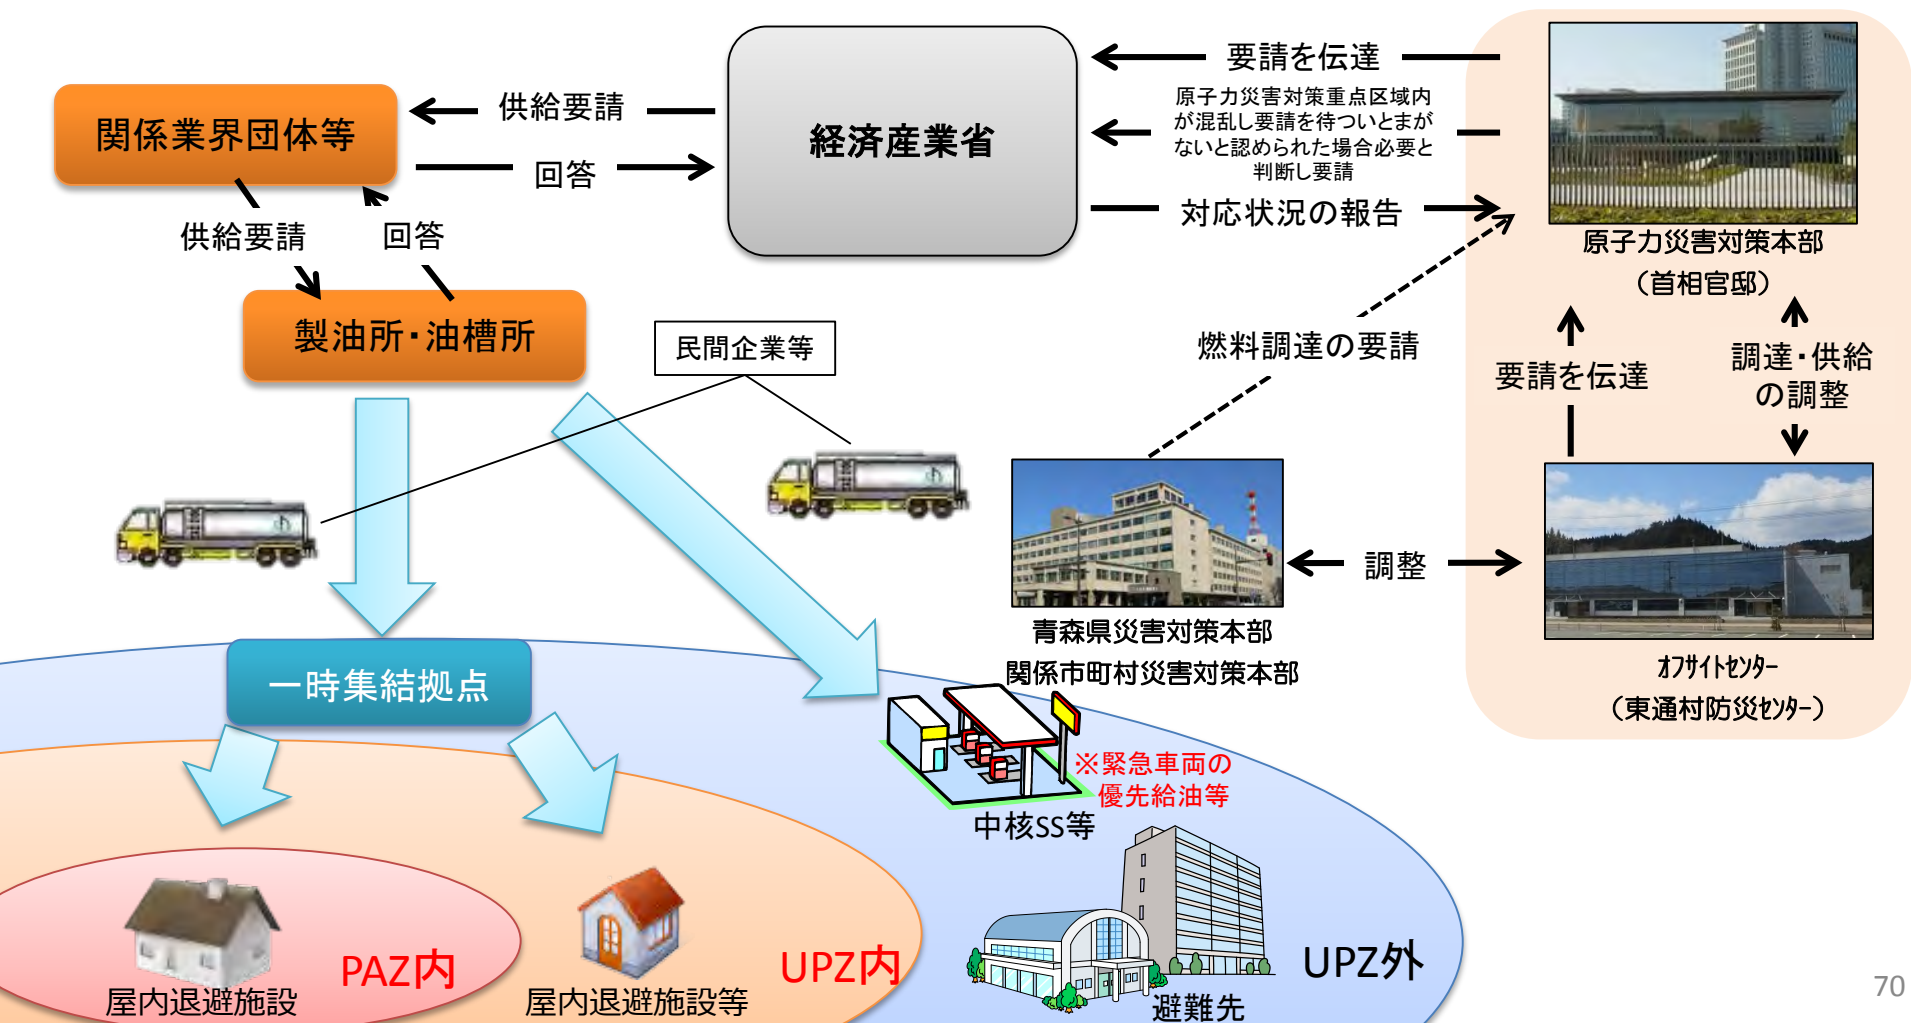 関係業界団体等
供給要請
回答
経済産業省
要請を伝達
原子力災害対策重点区域内
が混乱し要請を待ついとまが
ないと認められた場合必要と
判断し要請
対応状況の報告
原子力災害対策本部
（首相官邸）
供給要請
回答
製油所・油槽所
民間企業等
燃料調達の要請
要請を伝達
調達・供給
の調整
調整
青森県災害対策本部
関係市町村災害対策本部
ｵﾌｻｲﾄｾﾝﾀｰ
（東通村防災ｾﾝﾀｰ）
一時集結拠点
※緊急車両の
優先給油等
中核SS等
PAZ内
屋内退避施設
UPZ内
屋内退避施設等
UPZ外
避難先
70